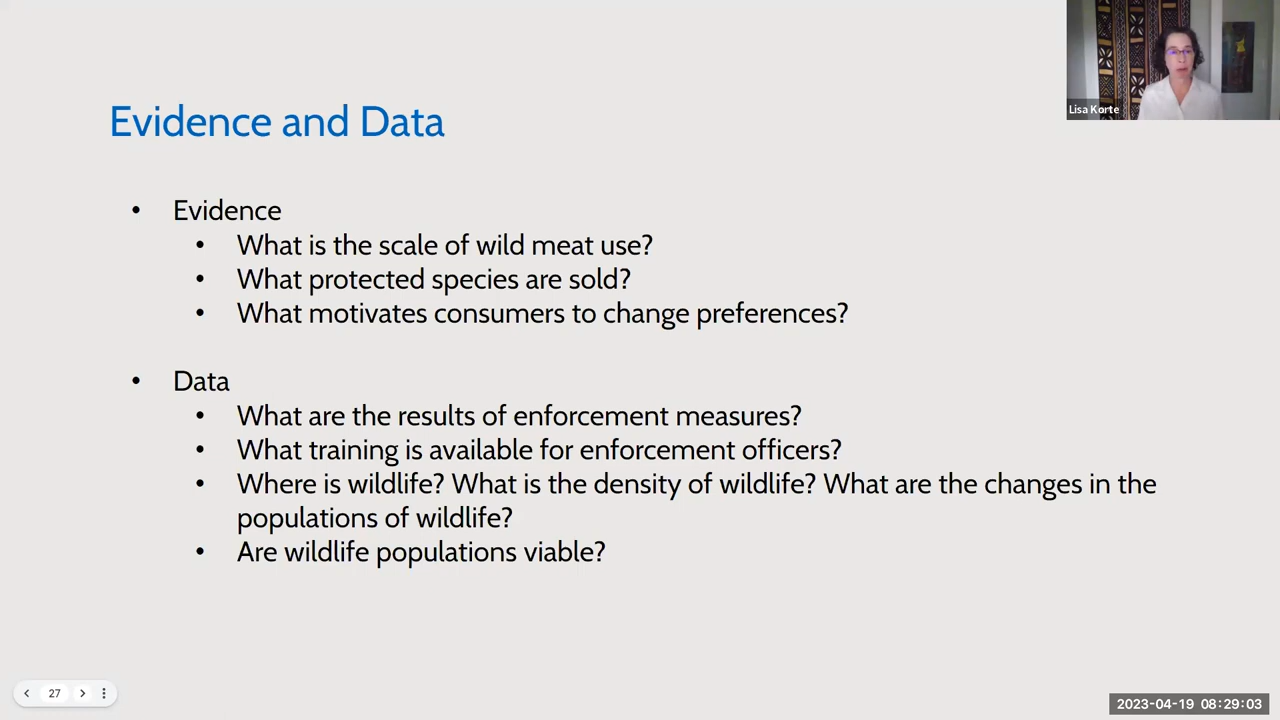 Lisa Korte
Evidence and Data
• Evidence
• What is the scale of wild meat use?
• What protected species are sold?
• What motivates consumers to change preferences?
• Data
• What are the results of enforcement measures?
• What training is available for enforcement officers?
• Where is wildlife? What is the density of wildlife? What are the changes in the
populations of wildlife?
• Are wildlife populations viable?
27
2023-04-19 08:29:03